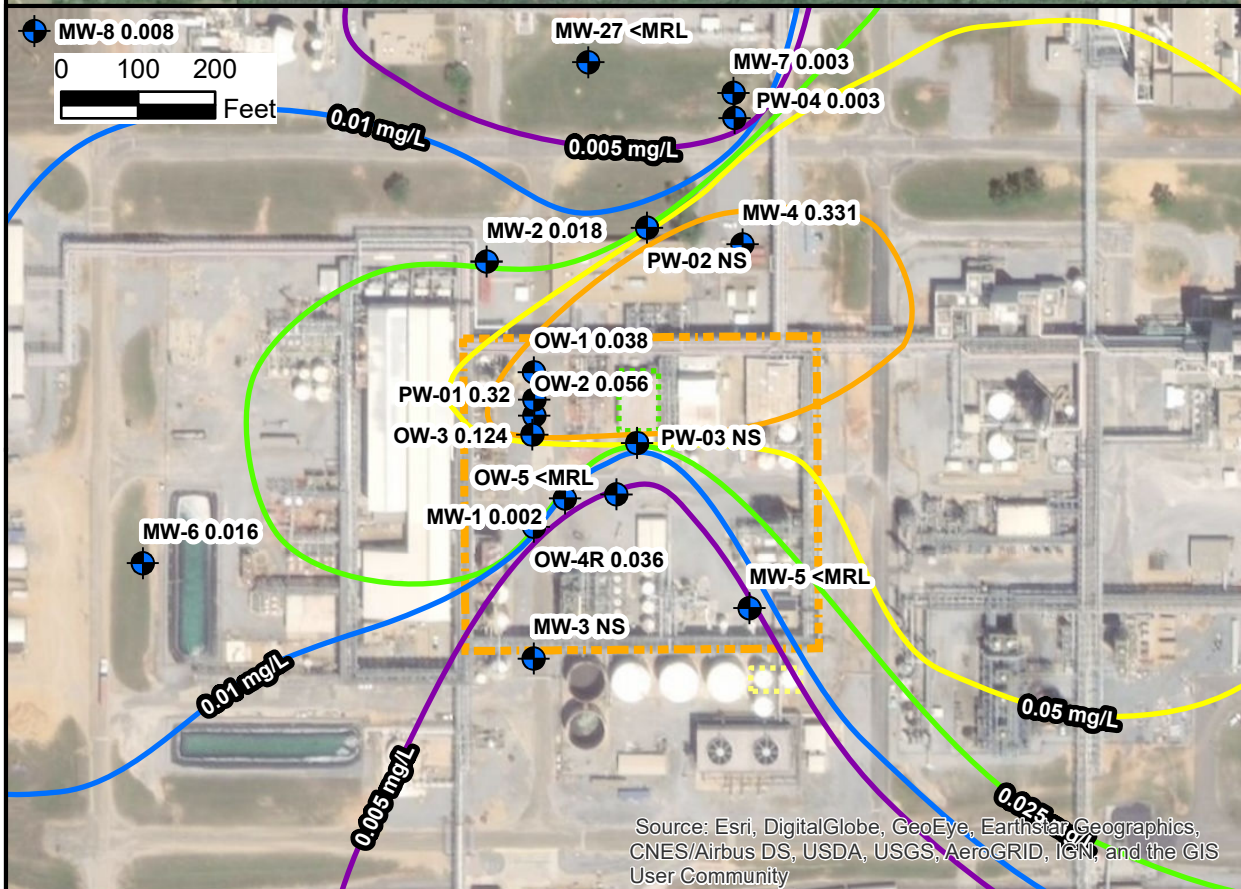 MW-8 0.008
0 100 200
Feet
MW-27 <MRL
MW-7 0.003
PW-04 0.003
0.01 mg/L
0.005 mg/L
MW-2 0.018
MW-4 0.331
PW-02 NS
OW-1 0.038
PW-01 0.32
OW-2 0.056
OW-3 0.124
PW-03 NS
OW-5 <MRL
MW-1 0.002
MW-6 0.016
OW-4R 0.036
MW-5 <MRL
MW-3 NS
0.01 mg/L
0.05 mg/L
0.005 mg/L
0.025 mg/L
Source: Esri, DigitalGlobe, GeoEye, Earthstar Geographics,
CNES/Airbus DS, USDA, USGS, AeroGRID, IGN, and the GIS
User Community